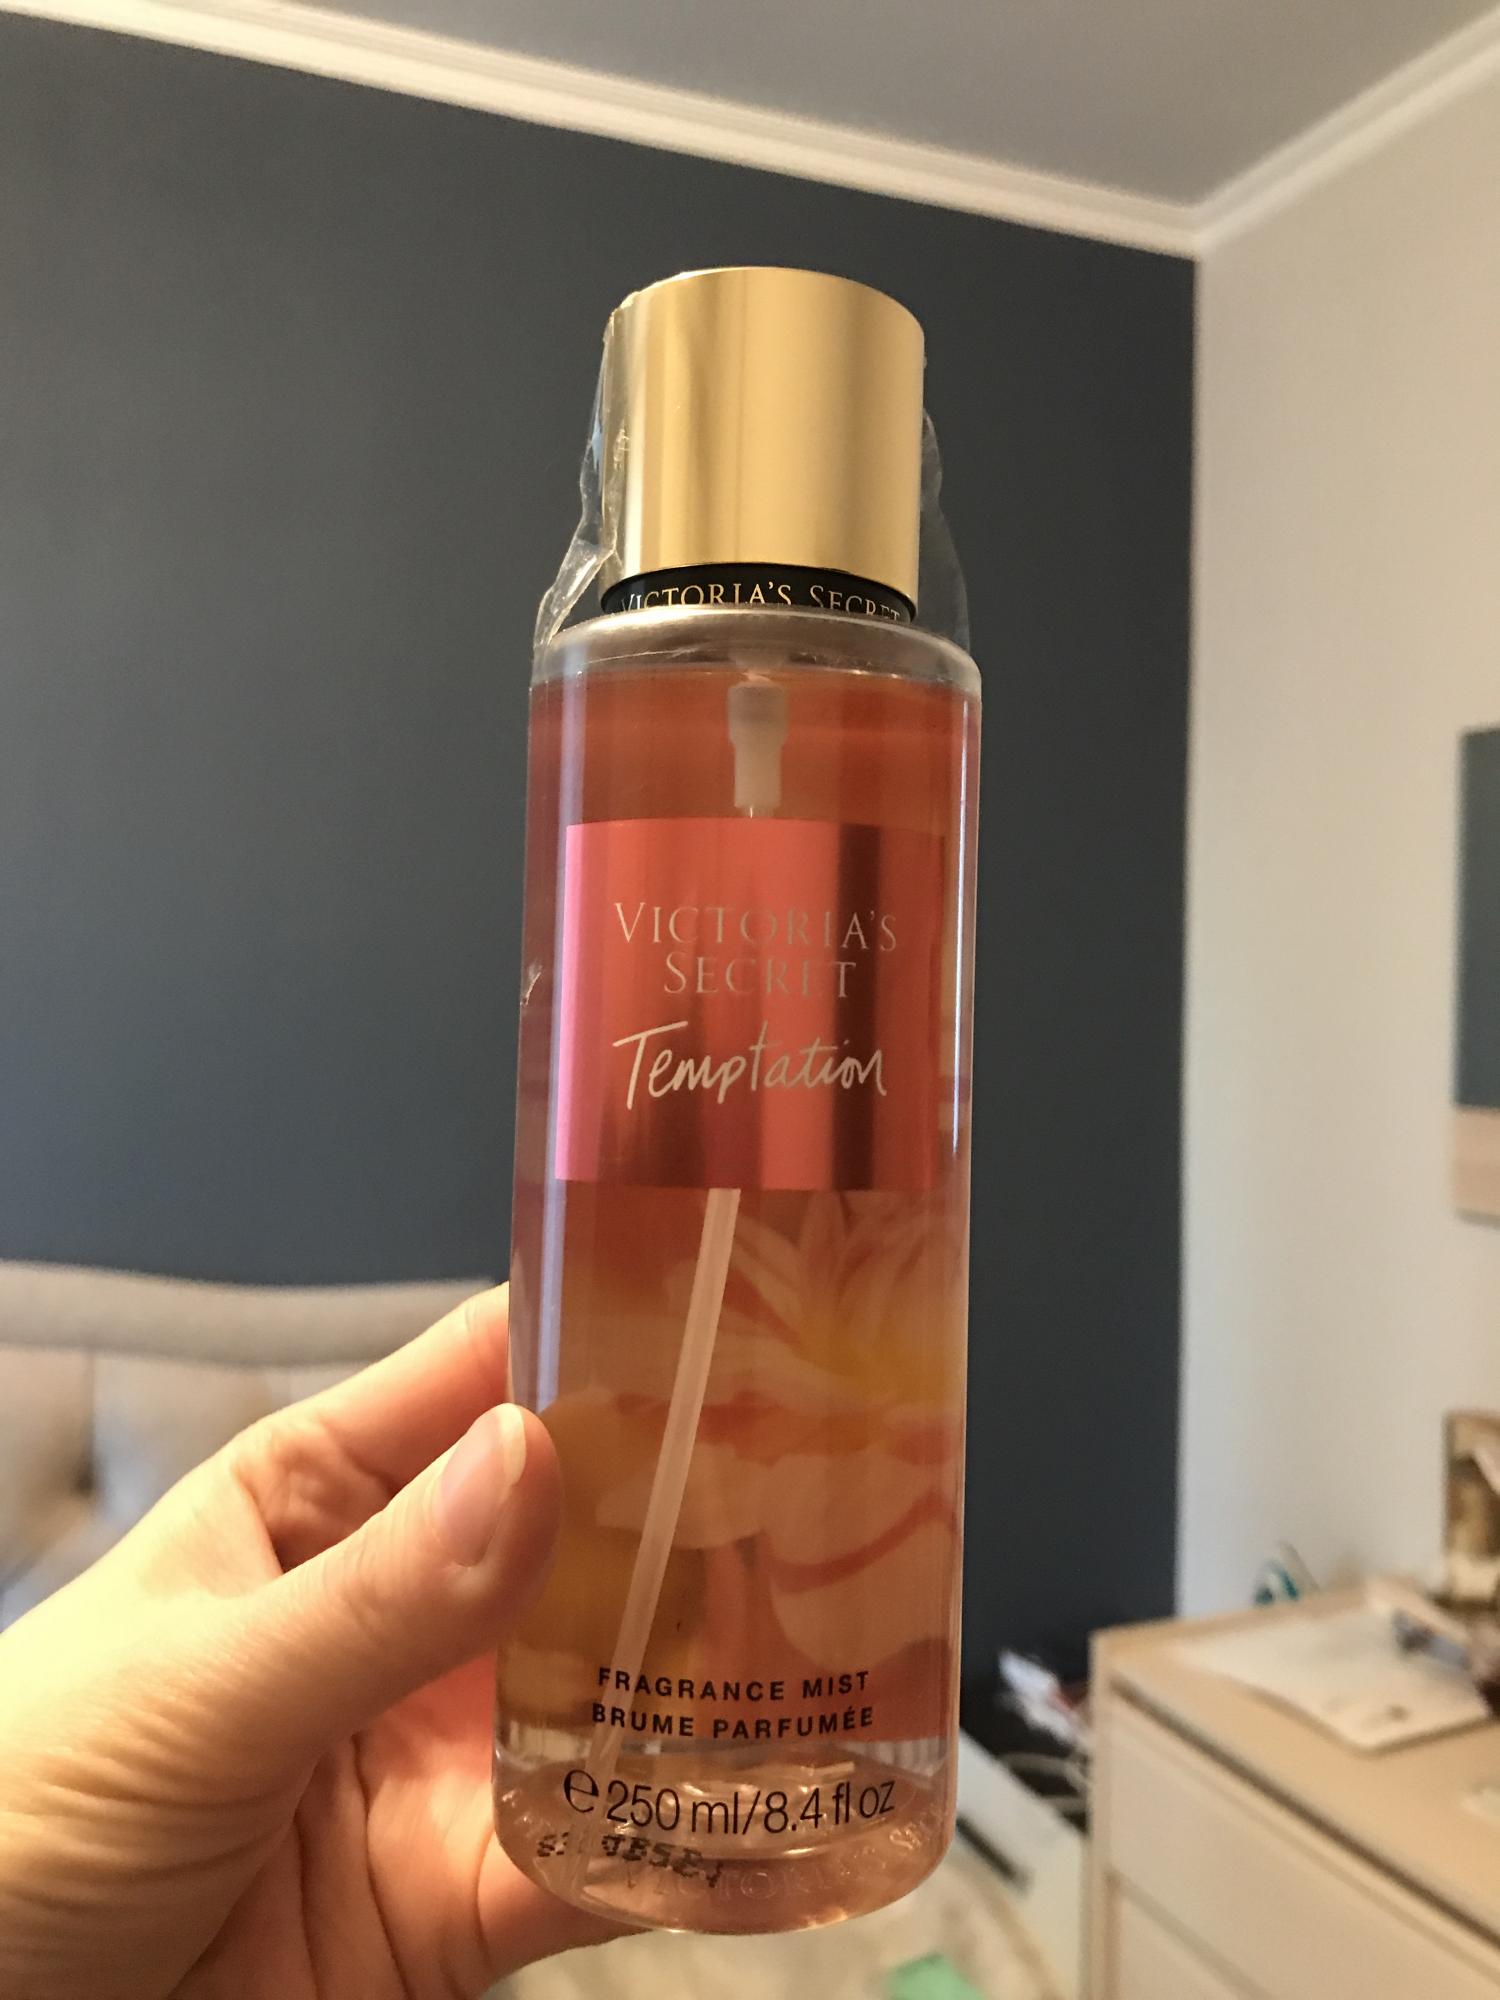 VICTORIA'S SECRET
VICTORIA'S
SECRET
Temptation
FRAGRANCE MIST
BRUME PARFUMÉE
℮ 250 ml/8.4 fl oz